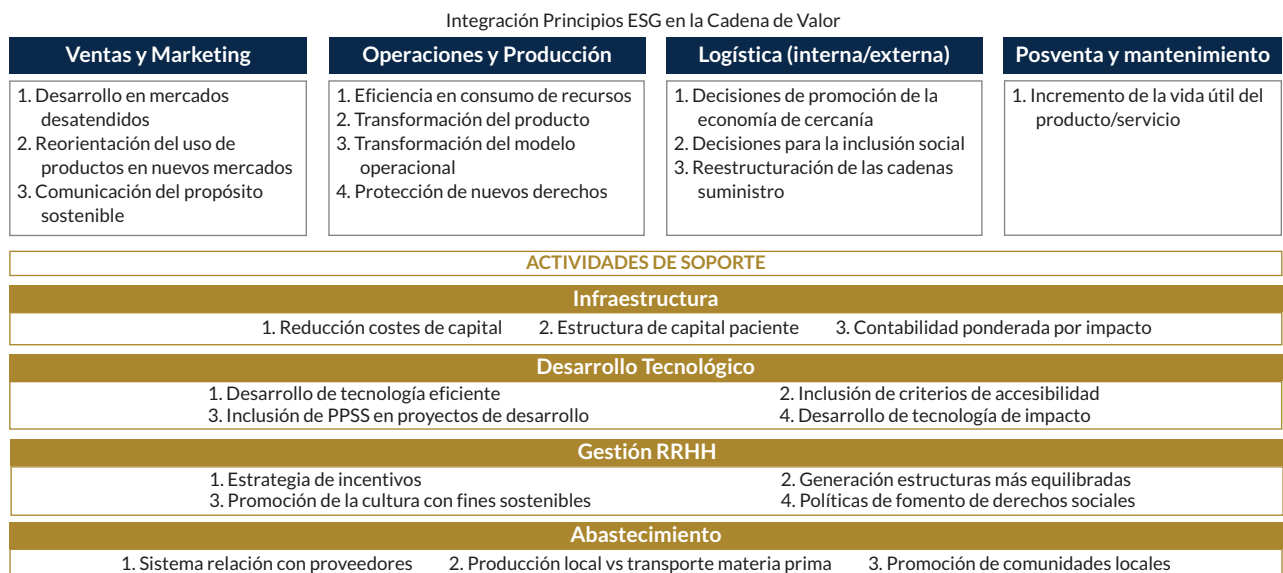 Integración Principios ESG en la Cadena de Valor
Ventas y Marketing
1. Desarrollo en mercados
desatendidos
2. Reorientación del uso de
productos en nuevos mercados
3. Comunicación del propósito
sostenible
Operaciones y Producción
1. Eficiencia en consumo de recursos
2. Transformación del producto
3. Transformación del modelo
operacional
4. Protección de nuevos derechos
Logística (interna/externa)
1. Decisiones de promoción de la
economía de cercanía
2. Decisiones para la inclusión social
3. Reestructuración de las cadenas
suministro
Posventa y mantenimiento
1. Incremento de la vida útil del
producto/servicio
ACTIVIDADES DE SOPORTE
Infraestructura
1. Reducción costes de capital 2. Estructura de capital paciente 3. Contabilidad ponderada por impacto
Desarrollo Tecnológico
1. Desarrollo de tecnología eficiente 2. Inclusión de criterios de accesibilidad
3. Inclusión de PPSS en proyectos de desarrollo 4. Desarrollo de tecnología de impacto
Gestión RRHH
1. Estrategia de incentivos 2. Generación estructuras más equilibradas
3. Promoción de la cultura con fines sostenibles 4. Políticas de fomento de derechos sociales
Abastecimiento
1. Sistema relación con proveedores 2. Producción local vs transporte materia prima 3. Promoción de comunidades locales